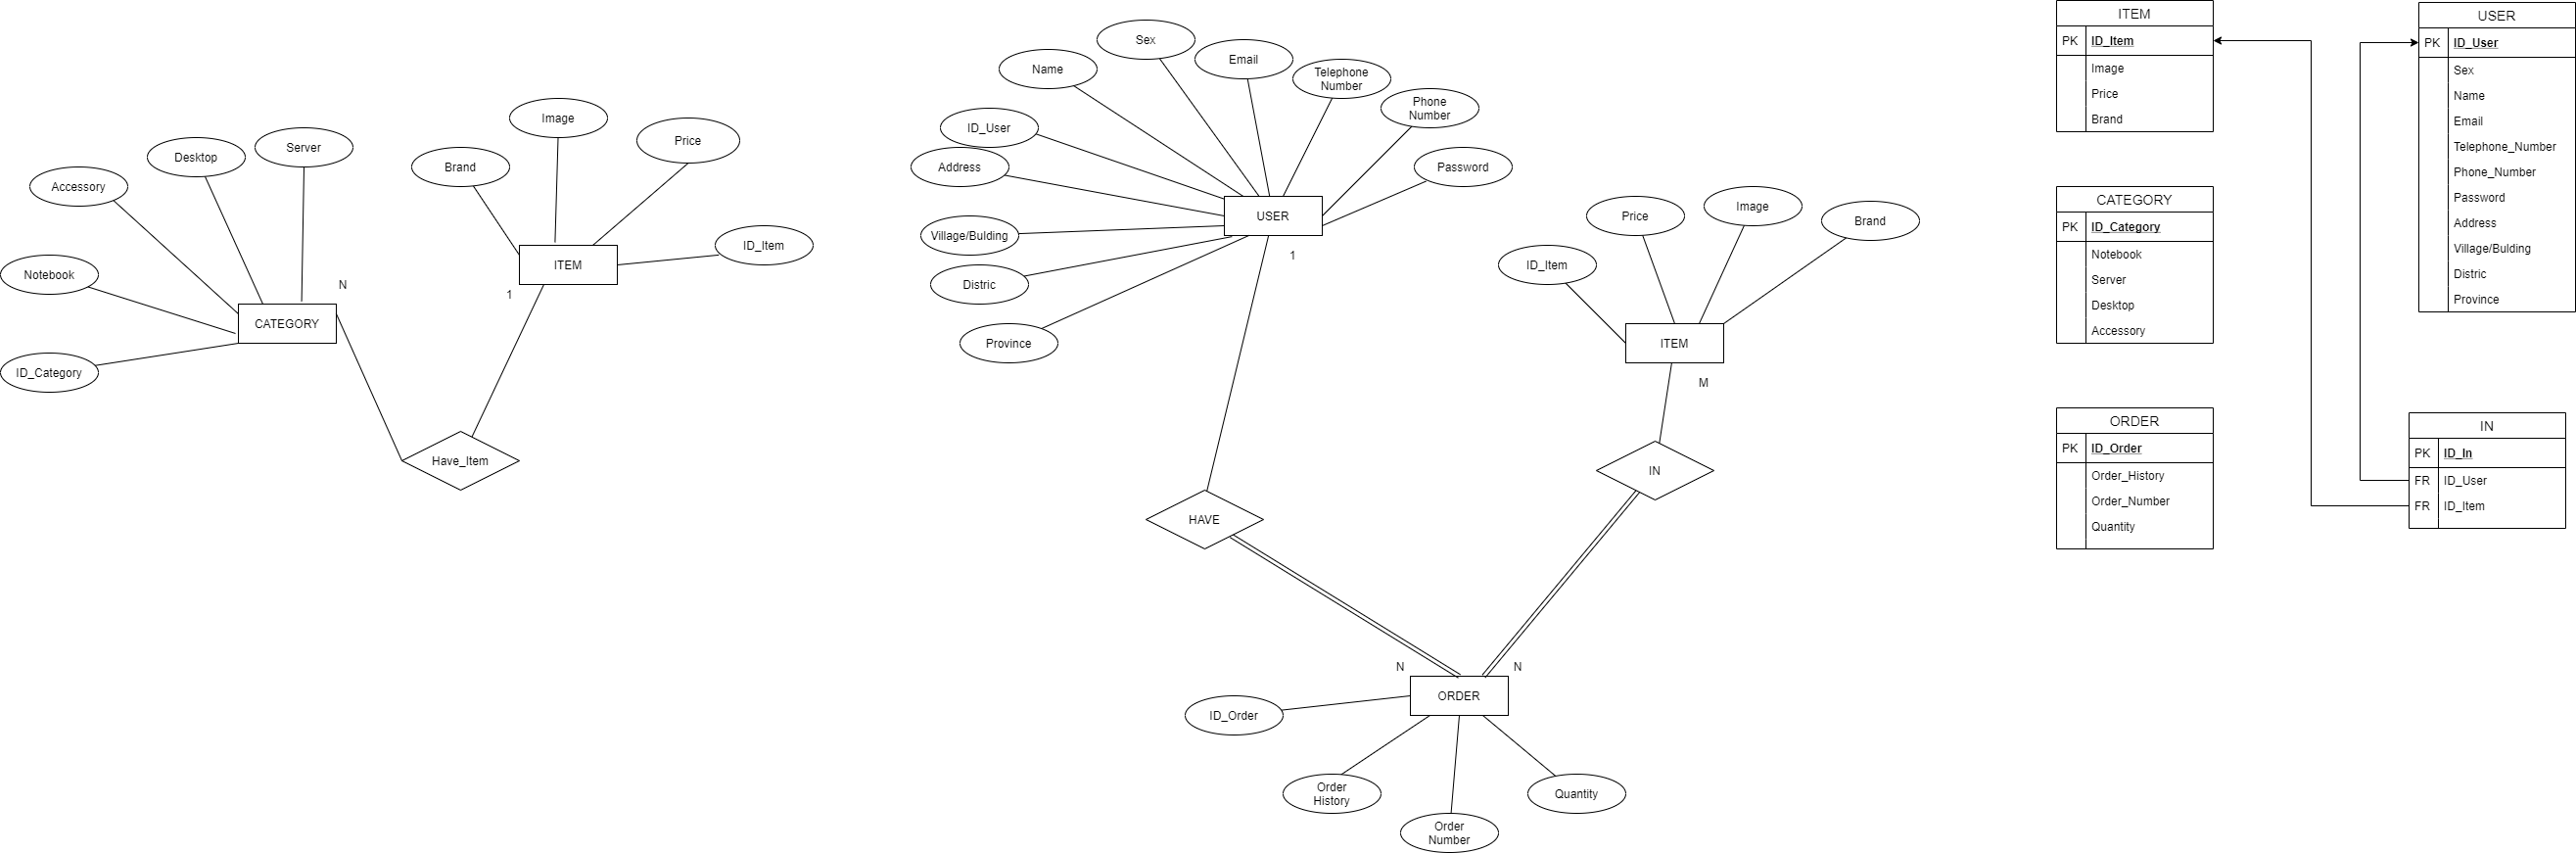 Server
Desktop
Accessory
Notebook
ID_Category
CATEGORY
N
Image
Price
Brand
ID_Item
ITEM
1
Have_Item
Sex
Email
Name
Telephone
Number
Phone
Number
ID_User
Address
Password
Village/Bulding
Distric
Province
USER
1
HAVE
Price
Image
Brand
ID_Item
ITEM
M
IN
N
N
ORDER
ID_Order
Order
History
Order
Number
Quantity
ITEM
PK ID_Item
Image
Price
Brand
CATEGORY
PK ID_Category
Notebook
Server
Desktop
Accessory
ORDER
PK ID_Order
Order_History
Order_Number
Quantity
USER
PK ID_User
Sex
Name
Email
Telephone_Number
Phone_Number
Password
Address
Village/Bulding
Distric
Province
IN
PK ID_In
FR ID_User
FR ID_Item